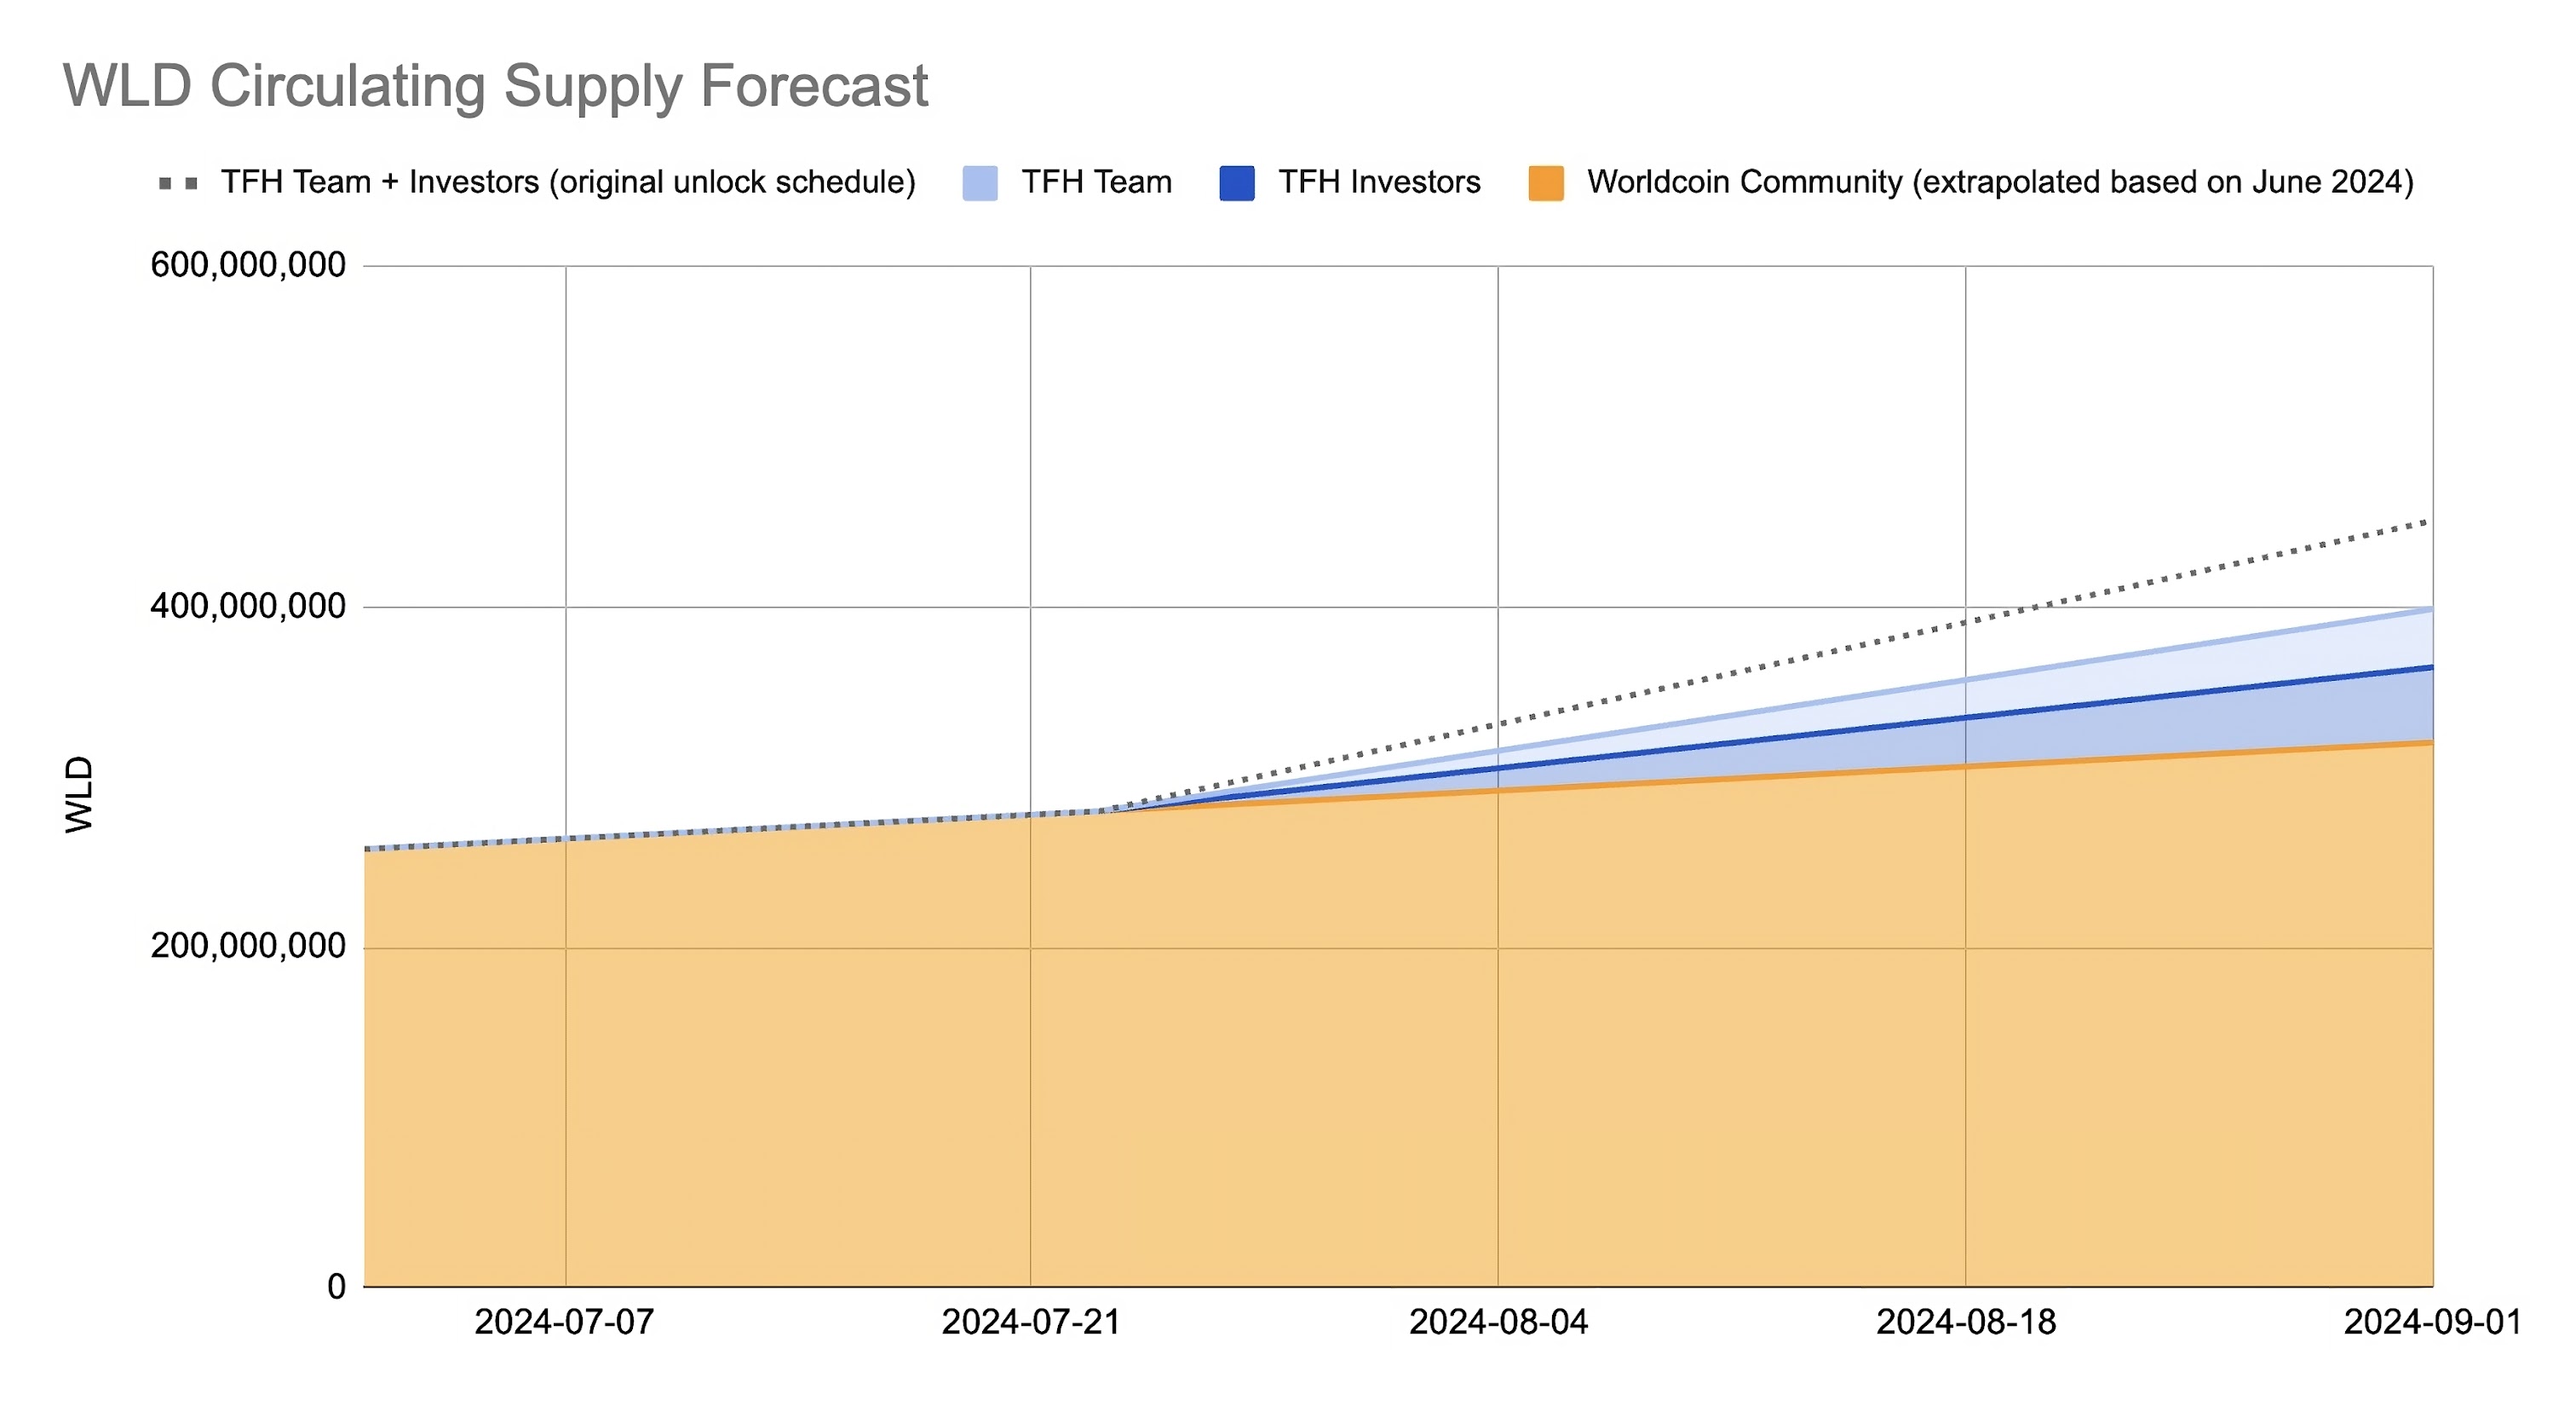 WLD Circulating Supply Forecast
TFH Team + Investors (original unlock schedule) TFH Team TFH Investors Worldcoin Community (extrapolated based on June 2024)
600,000,000
400,000,000
200,000,000
0
WLD
2024-07-07 2024-07-21 2024-08-04 2024-08-18 2024-09-01